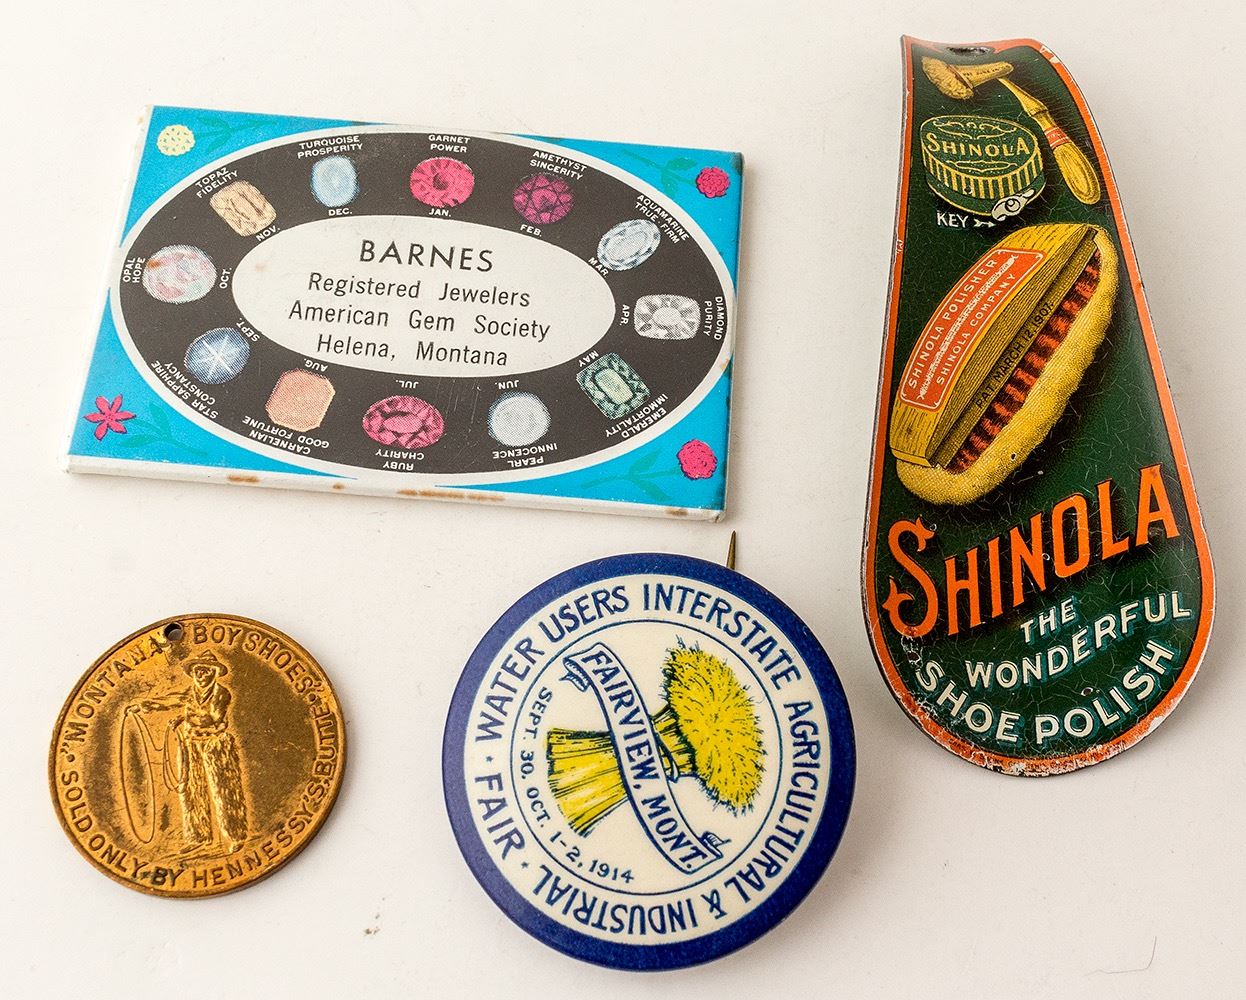 BARNES
Registered Jewelers
American Gem Society
Helena, Montana
GARNET
POWER
JAN.
AMETHYST
SINCERITY
FEB.
AQUAMARINE
TRUE-FIRM
MAR.
DIAMOND
PURITY
APR.
EMERALD
IMMORTALITY
MAY
PEARL
INNOCENCE
JUN.
RUBY
CHARITY
JUL.
CARNELIAN
GOOD FORTUNE
AUG.
STAR SAPPHIRE
CONSTANCY
SEPT.
OPAL
HOPE
OCT.
TOPAZ
FIDELITY
NOV.
TURQUOISE
PROSPERITY
DEC.
SHINOLA
KEY
SHINOLA POLISHER
SHINOLA COMPANY
PAT. MARCH 12, 1907
SHINOLA
THE
WONDERFUL
SHOE POLISH
"MONTANA BOY SHOES"
SOLD ONLY BY HENNESSY'S, BUTTE
WATER USERS INTERSTATE AGRICULTURAL & INDUSTRIAL · FAIR ·
FAIRVIEW, MONT.
SEPT. 30, OCT. 1-2, 1914